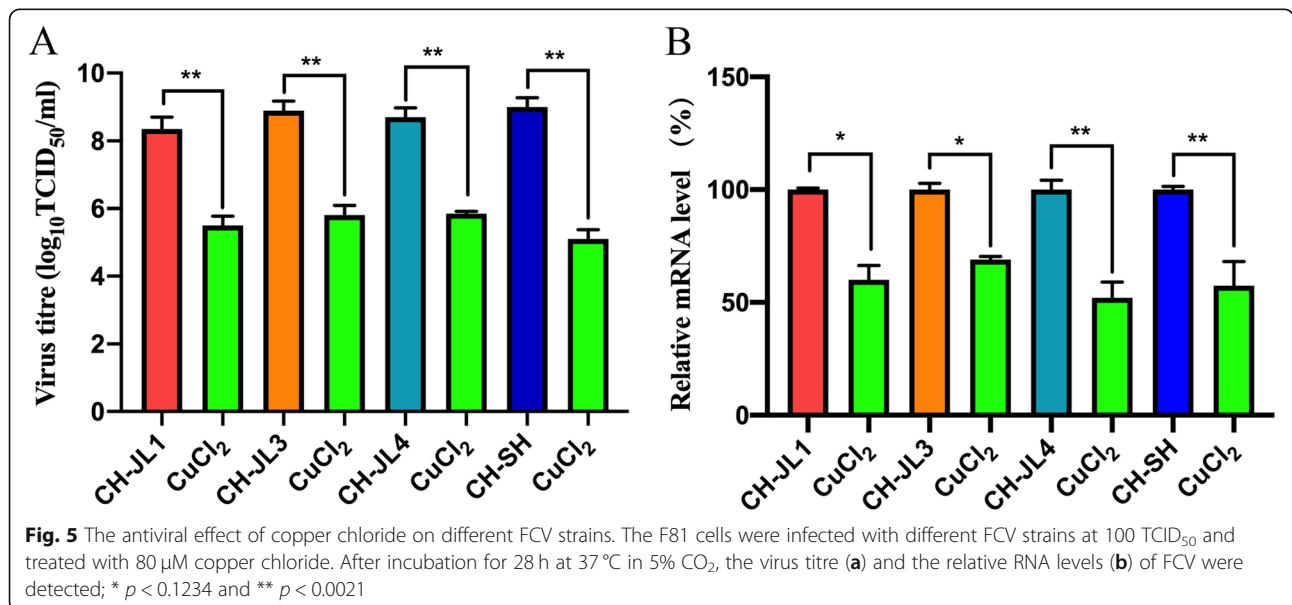 A
** ** ** **
10
8
6
4
2
0
Virus titre (log₁₀TCID₅₀/ml)
CH-JL1 CuCl₂ CH-JL3 CuCl₂ CH-JL4 CuCl₂ CH-SH CuCl₂
B
* * ** **
150
100
50
0
Relative mRNA level (%)
CH-JL1 CuCl₂ CH-JL3 CuCl₂ CH-JL4 CuCl₂ CH-SH CuCl₂
Fig. 5 The antiviral effect of copper chloride on different FCV strains. The F81 cells were infected with different FCV strains at 100 TCID₅₀ and
treated with 80 μM copper chloride. After incubation for 28 h at 37 °C in 5% CO₂, the virus titre (a) and the relative RNA levels (b) of FCV were
detected; * p < 0.1234 and ** p < 0.0021